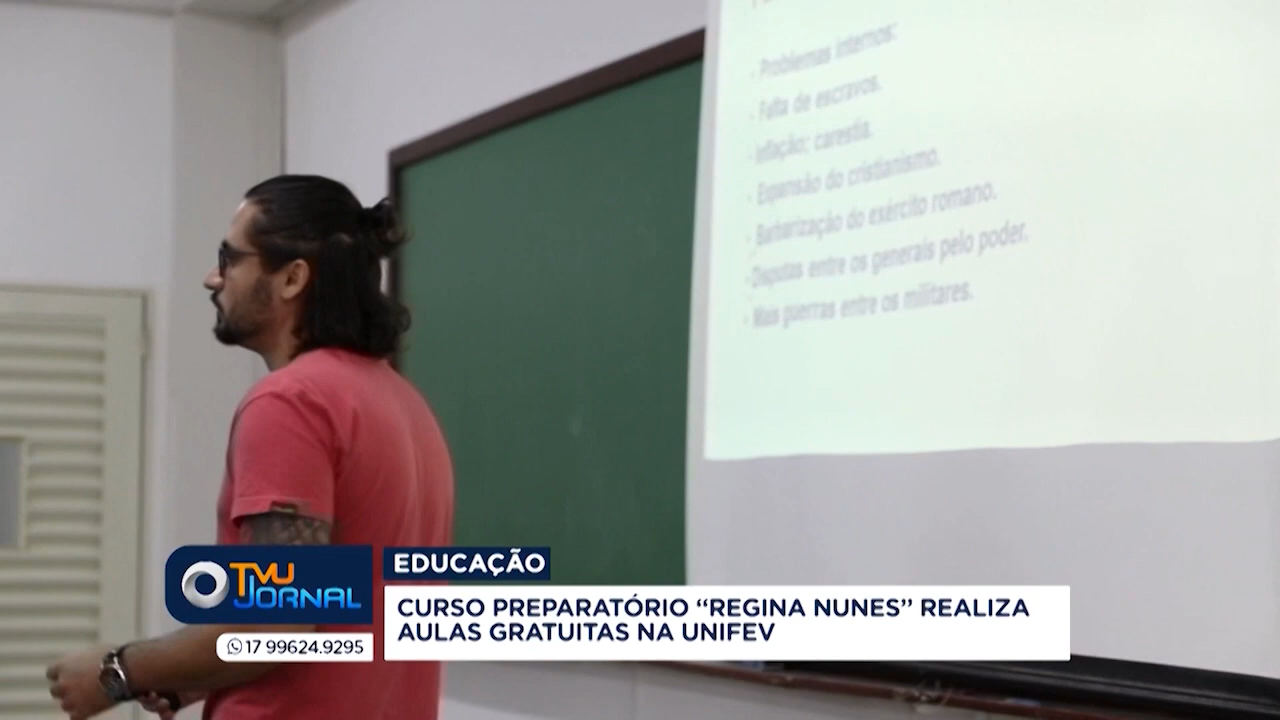 - Problemas internos:
- Falta de escravos.
- Inflação: carestia.
- Expansão do cristianismo.
- Barbarização do exército romano.
- Disputas entre os generais pelo poder.
- Mais guerras entre os militares.
EDUCAÇÃO
TVU
JORNAL
CURSO PREPARATÓRIO “REGINA NUNES” REALIZA
AULAS GRATUITAS NA UNIFEV
17 99624.9295